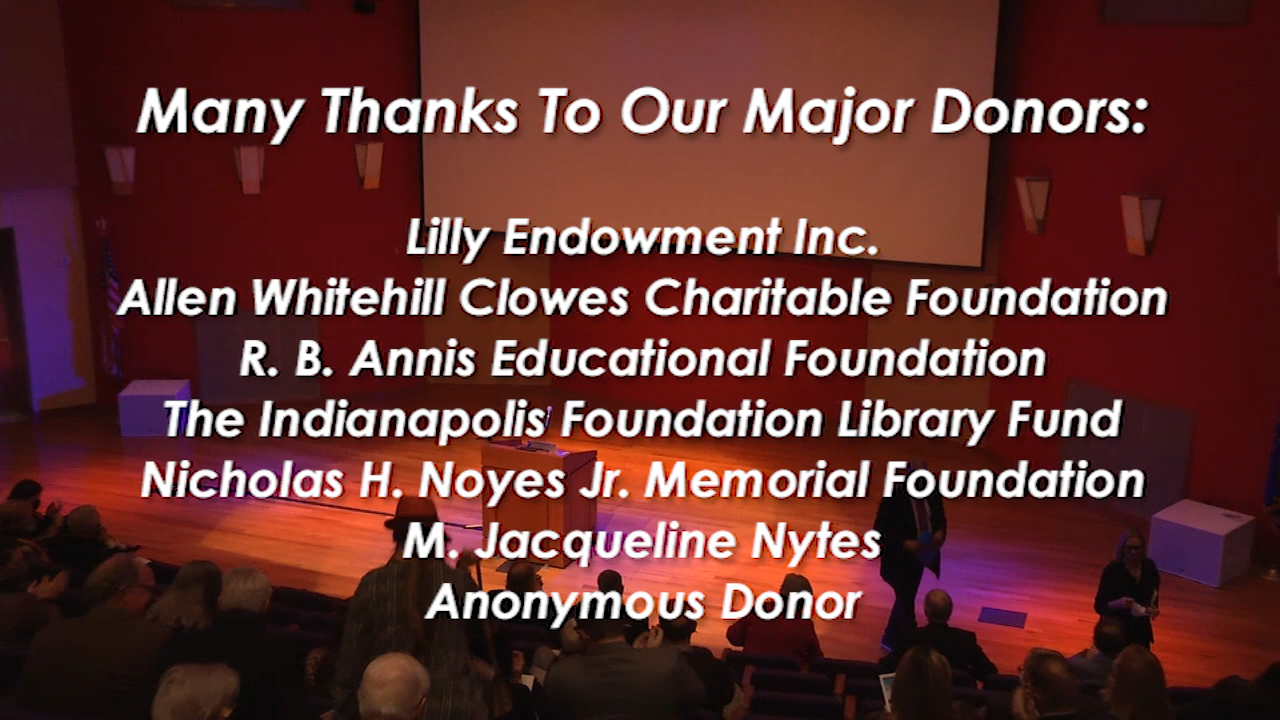 Many Thanks To Our Major Donors:
Lilly Endowment Inc.
Allen Whitehill Clowes Charitable Foundation
R. B. Annis Educational Foundation
The Indianapolis Foundation Library Fund
Nicholas H. Noyes Jr. Memorial Foundation
M. Jacqueline Nytes
Anonymous Donor